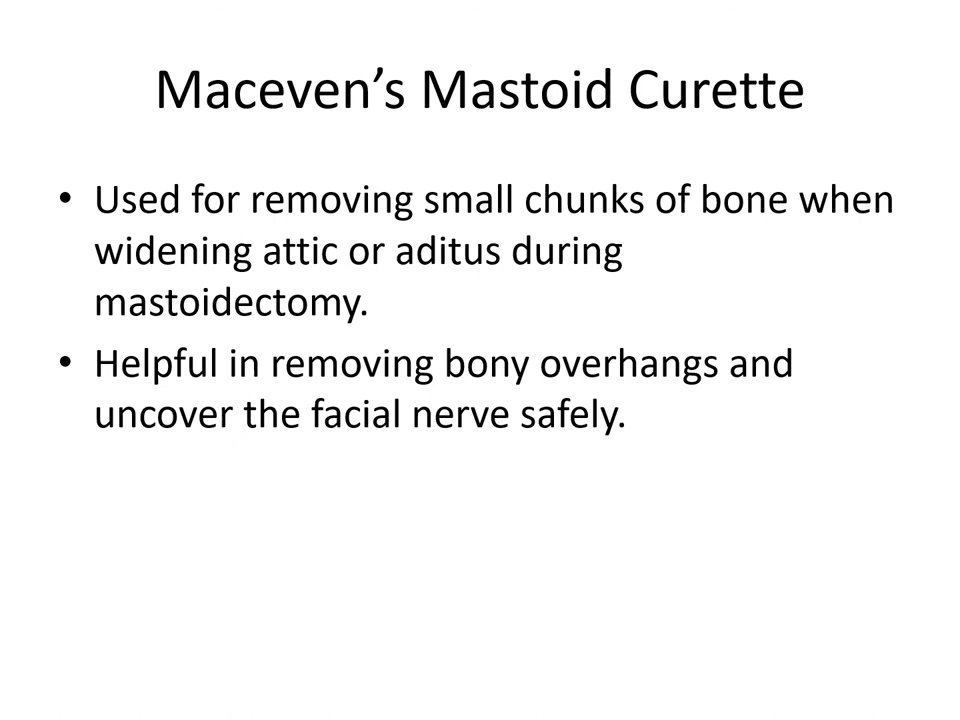 Maceven’s Mastoid Curette
• Used for removing small chunks of bone when
widening attic or aditus during
mastoidectomy.
• Helpful in removing bony overhangs and
uncover the facial nerve safely.